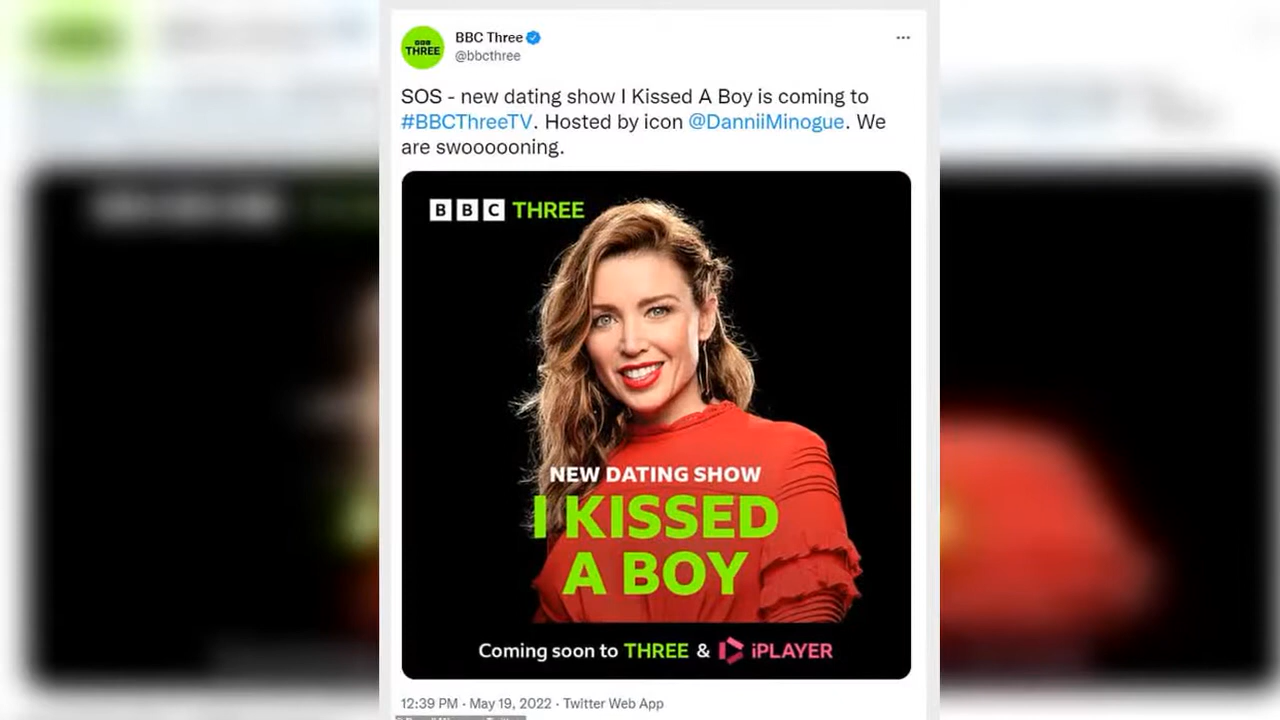 BBC THREE
BBC Three
@bbcthree
SOS - new dating show I Kissed A Boy is coming to
#BBCThreeTV. Hosted by icon @DanniiMinogue. We
are swoooooning.
BBC THREE
NEW DATING SHOW
I KISSED
A BOY
Coming soon to THREE & iPLAYER
12:39 PM · May 19, 2022 · Twitter Web App